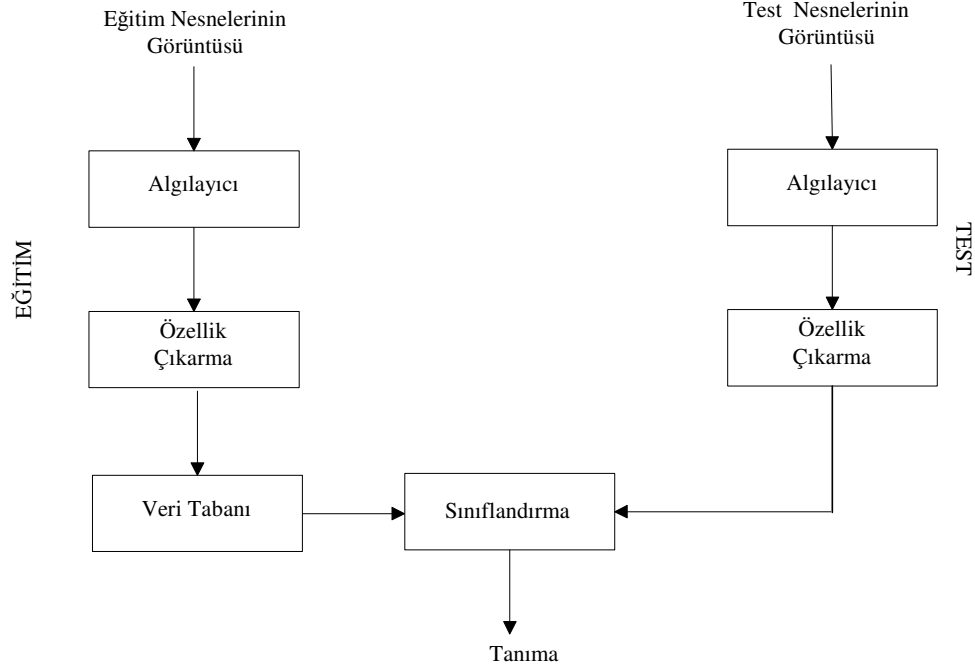 Eğitim Nesnelerinin
Görüntüsü
Test Nesnelerinin
Görüntüsü
Algılayıcı
Algılayıcı
EĞİTİM
TEST
Özellik
Çıkarma
Özellik
Çıkarma
Veri Tabanı
Sınıflandırma
Tanıma